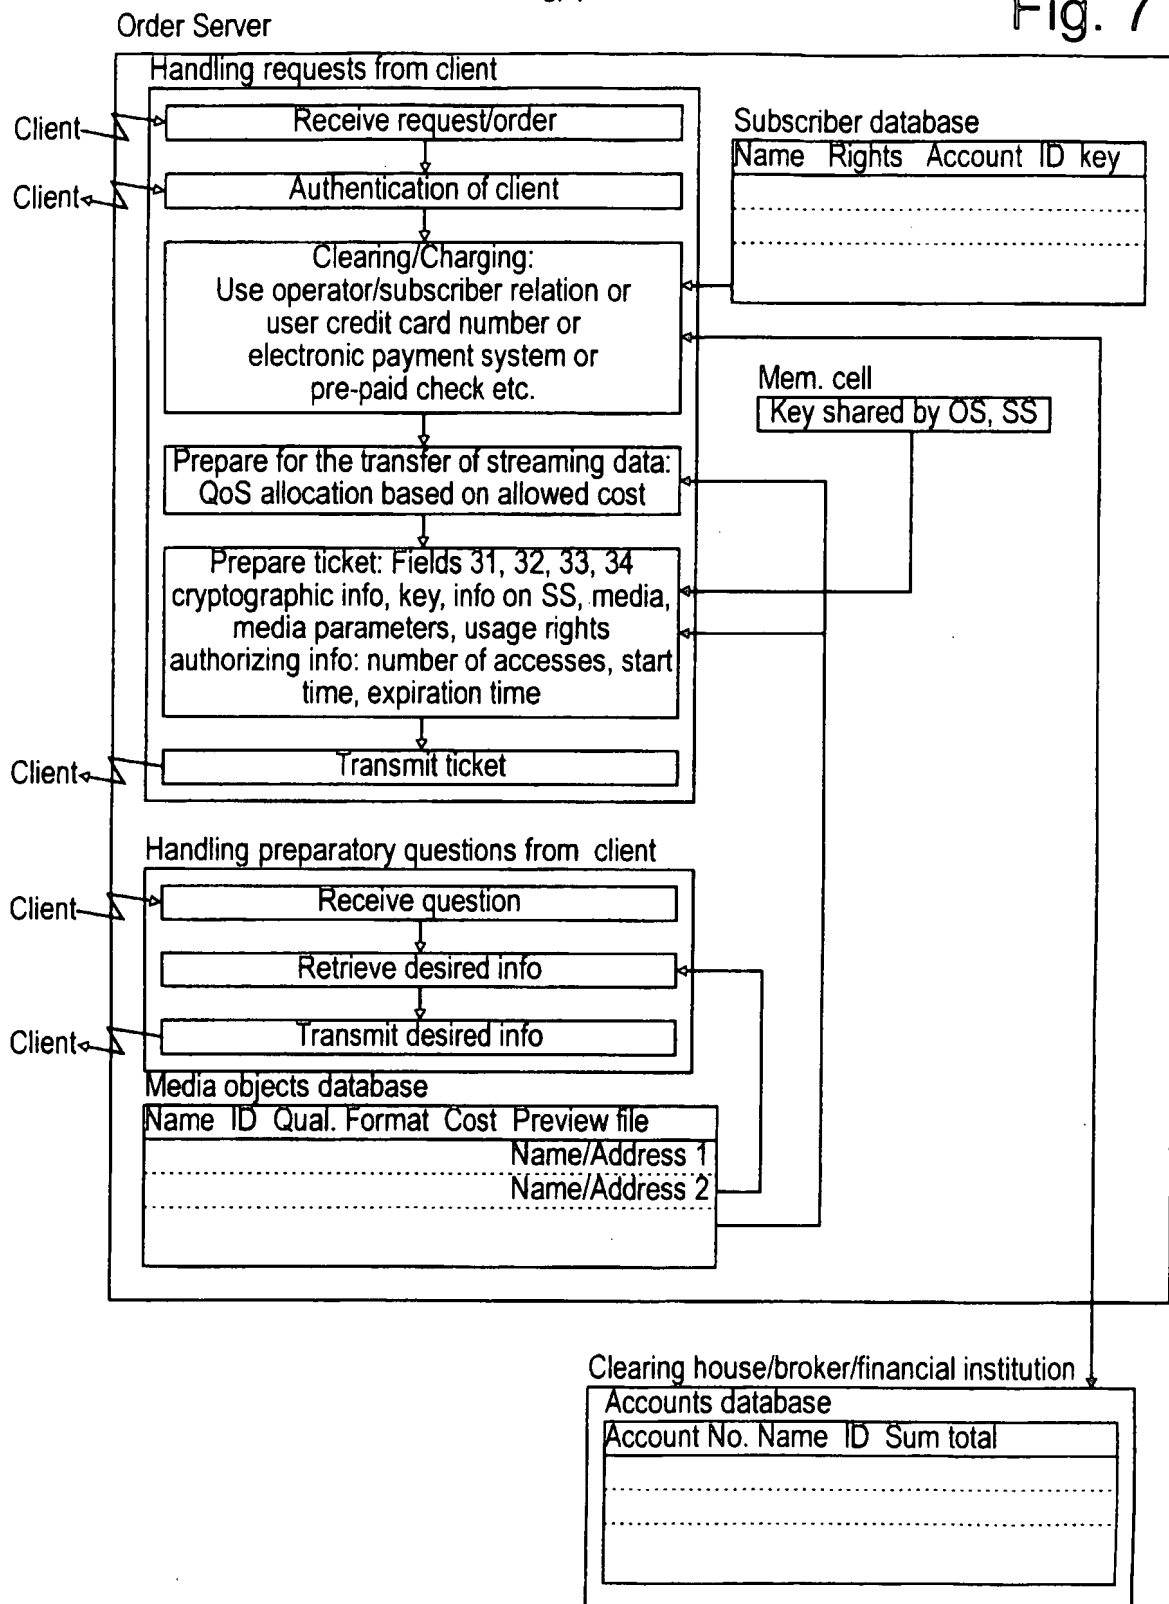 Fig. 7
Order Server
Handling requests from client
Client
Receive request/order
Subscriber database
Name Rights Account ID key
Client
Authentication of client
Clearing/Charging:
Use operator/subscriber relation or
user credit card number or
electronic payment system or
pre-paid check etc.
Mem. cell
Key shared by OS, SS
Prepare for the transfer of streaming data:
QoS allocation based on allowed cost
Prepare ticket: Fields 31, 32, 33, 34
cryptographic info, key, info on SS, media,
media parameters, usage rights
authorizing info: number of accesses, start
time, expiration time
Client
Transmit ticket
Handling preparatory questions from client
Client
Receive question
Retrieve desired info
Client
Transmit desired info
Media objects database
Name ID Qual. Format Cost Preview file
Name/Address 1
Name/Address 2
Clearing house/broker/financial institution
Accounts database
Account No. Name ID Sum total